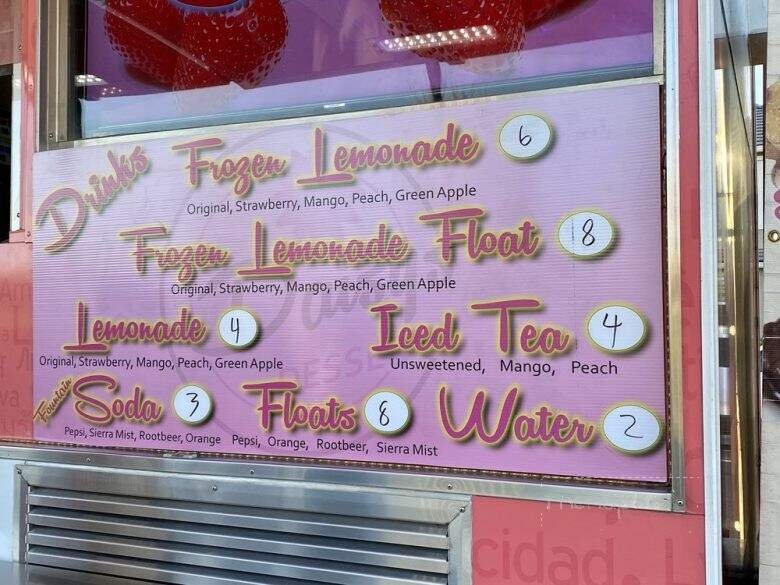 Drinks
Frozen Lemonade 6
Original, Strawberry, Mango, Peach, Green Apple
Frozen Lemonade Float 8
Original, Strawberry, Mango, Peach, Green Apple
Lemonade 4
Original, Strawberry, Mango, Peach, Green Apple
Iced Tea 4
Unsweetened, Mango, Peach
Fountain Soda 3
Pepsi, Sierra Mist, Rootbeer, Orange
Floats 8
Pepsi, Orange, Rootbeer, Sierra Mist
Water 2
cidad